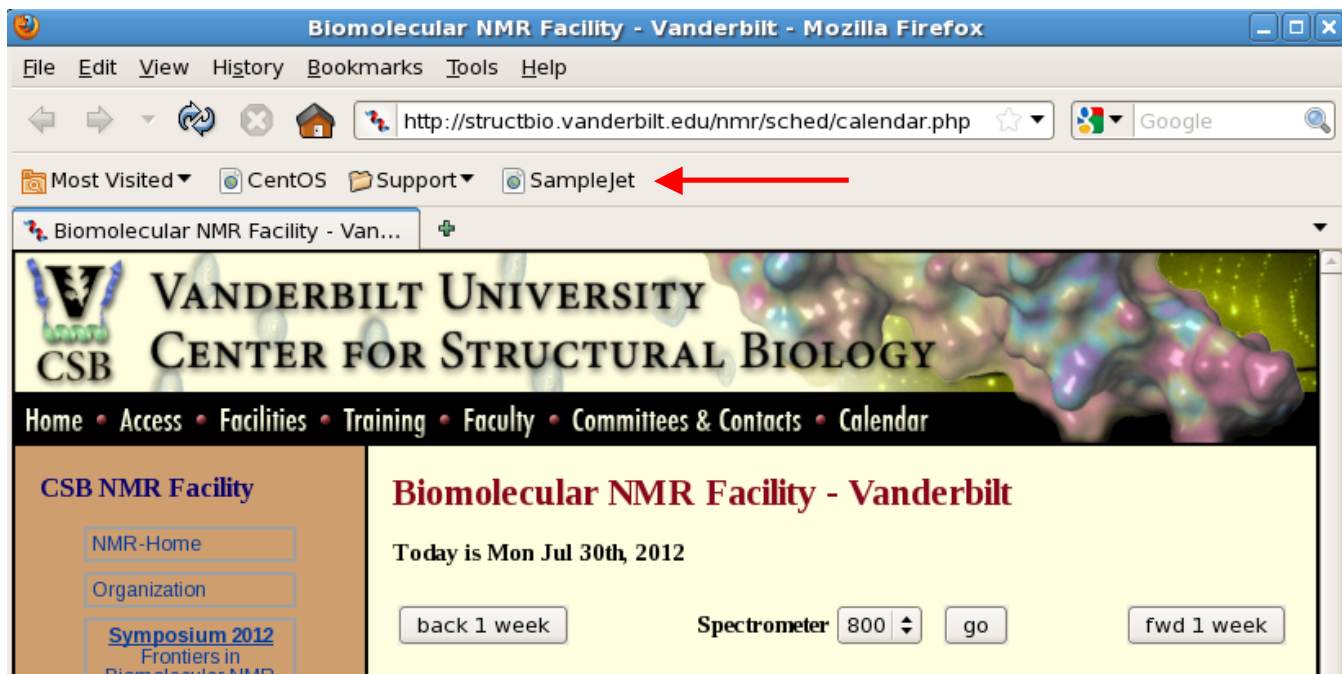 Biomolecular NMR Facility - Vanderbilt - Mozilla Firefox
File Edit View History Bookmarks Tools Help
http://structbio.vanderbilt.edu/nmr/sched/calendar.php Google
Most Visited CentOS Support SampleJet
Biomolecular NMR Facility - Van...
V
CSB
VANDERBILT UNIVERSITY
CENTER FOR STRUCTURAL BIOLOGY
Home • Access • Facilities • Training • Faculty • Committees & Contacts • Calendar
CSB NMR Facility
NMR-Home
Organization
Symposium 2012
Frontiers in
Biomolecular NMR
Biomolecular NMR Facility - Vanderbilt
Today is Mon Jul 30th, 2012
back 1 week Spectrometer 800 go fwd 1 week